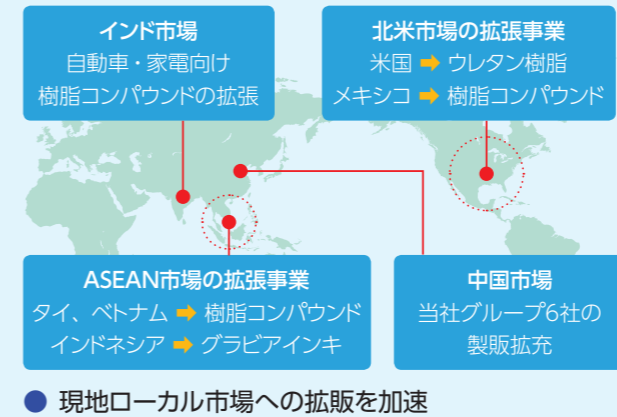 インド市場
自動車・家電向け
樹脂コンパウンドの拡張
北米市場の拡張事業
米国 ➡ ウレタン樹脂
メキシコ ➡ 樹脂コンパウンド
ASEAN市場の拡張事業
タイ、ベトナム ➡ 樹脂コンパウンド
インドネシア ➡ グラビアインキ
中国市場
当社グループ6社の
製販拡充
● 現地ローカル市場への拡販を加速